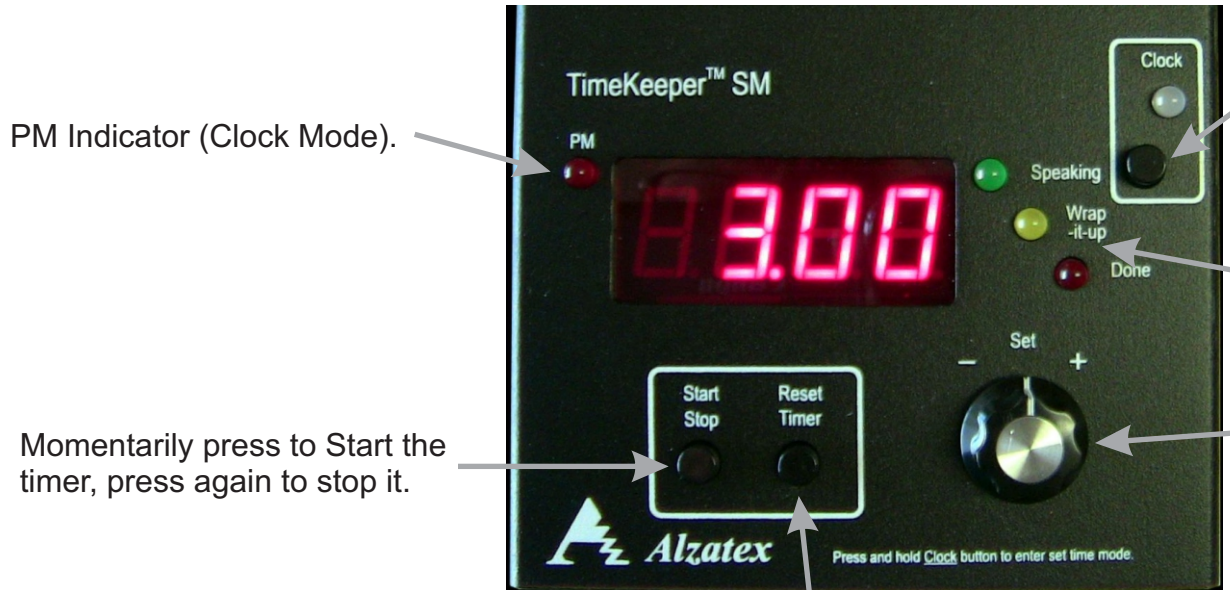 Clock
TimeKeeper™ SM
PM Indicator (Clock Mode).
PM
Speaking
3.00
Wrap
-it-up
Done
Set
- +
Start Reset
Stop Timer
Momentarily press to Start the
timer, press again to stop it.
Alzatex
Press and hold Clock button to enter set time mode.